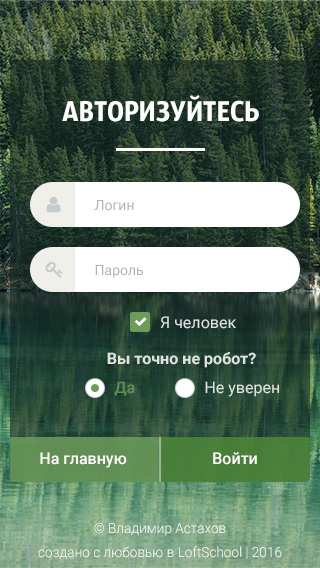 АВТОРИЗУЙТЕСЬ
Логин
Пароль
Я человек
Вы точно не робот?
Да Не уверен
На главную Войти
© Владимир Астахов
создано с любовью в LoftSchool | 2016